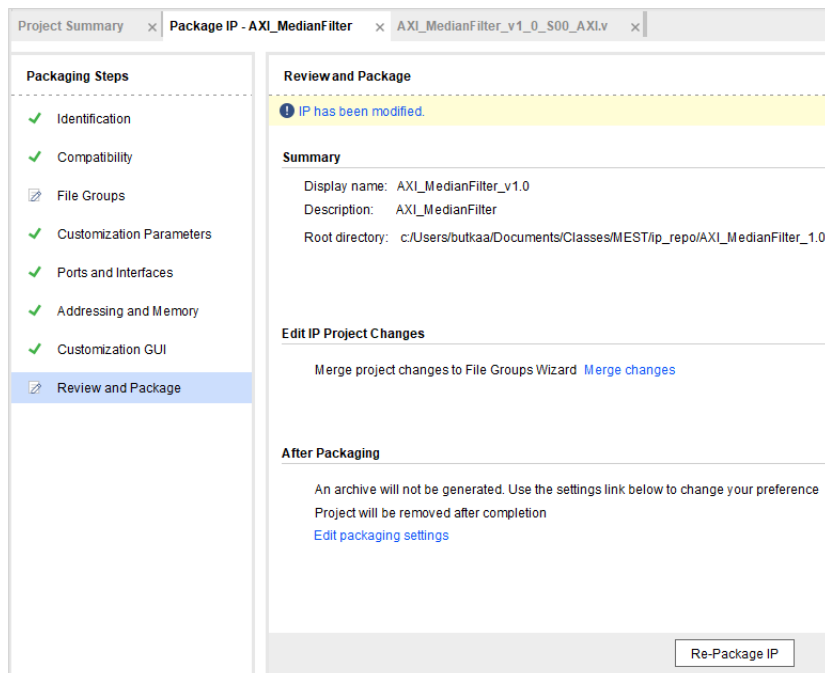 Project Summary
Package IP - AXI_MedianFilter
AXI_MedianFilter_v1_0_S00_AXI.v
Packaging Steps
Identification
Compatibility
File Groups
Customization Parameters
Ports and Interfaces
Addressing and Memory
Customization GUI
Review and Package
Review and Package
IP has been modified.
Summary
Display name: AXI_MedianFilter_v1.0
Description: AXI_MedianFilter
Root directory: c:/Users/butkaa/Documents/Classes/MEST/ip_repo/AXI_MedianFilter_1.0
Edit IP Project Changes
Merge project changes to File Groups Wizard Merge changes
After Packaging
An archive will not be generated. Use the settings link below to change your preference
Project will be removed after completion
Edit packaging settings
Re-Package IP